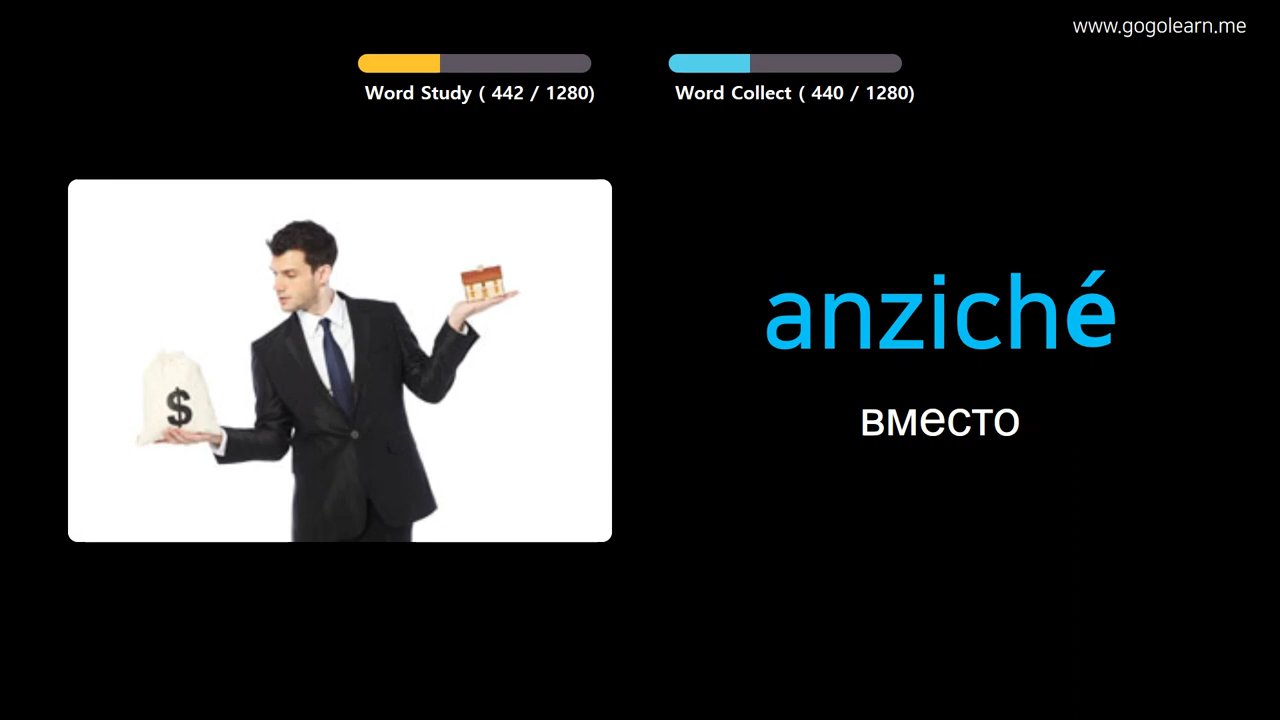 www.gogolearn.me
Word Study ( 442 / 1280)
Word Collect ( 440 / 1280)
$
anziché
вместо